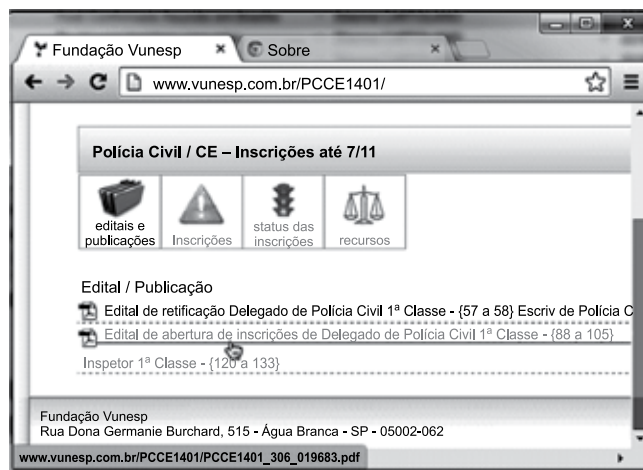 Fundação Vunesp
Sobre
www.vunesp.com.br/PCCE1401/
Polícia Civil / CE – Inscrições até 7/11
editais e
publicações
Inscrições
status das
inscrições
recursos
Edital / Publicação
Edital de retificação Delegado de Polícia Civil 1ª Classe - {57 a 58} Escriv de Polícia C
Edital de abertura de inscrições de Delegado de Polícia Civil 1ª Classe - {88 a 105}
Inspetor 1ª Classe - {120 a 133}
Fundação Vunesp
Rua Dona Germanie Burchard, 515 - Água Branca - SP - 05002-062
www.vunesp.com.br/PCCE1401/PCCE1401_306_019683.pdf